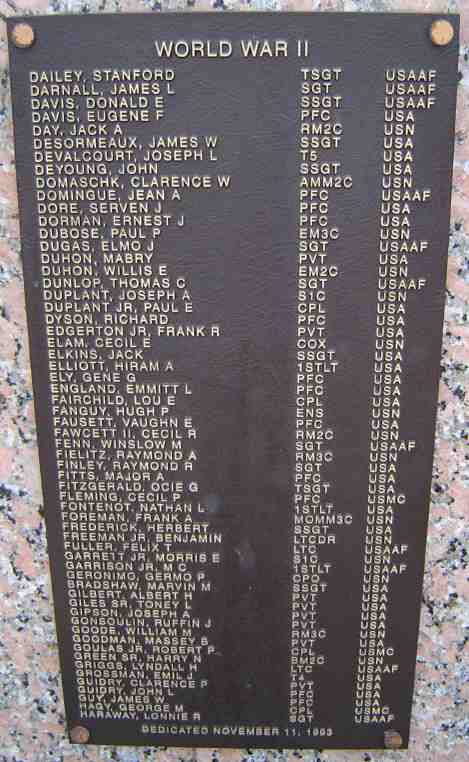 WORLD WAR II
DAILEY, STANFORD TSGT USAAF
DARNALL, JAMES L SGT USAAF
DAVIS, DONALD E SSGT USAAF
DAVIS, EUGENE F PFC USA
DAY, JACK A RM2C USN
DESORMEAUX, JAMES W SSGT USA
DEVALCOURT, JOSEPH L T5 USA
DEYOUNG, JOHN SSGT USA
DOMASCHK, CLARENCE W AMM2C USN
DOMINGUE, JEAN A PFC USAAF
DORE, SERVEN J PFC USA
DORMAN, ERNEST J PFC USA
DUBOSE, PAUL P EM3C USN
DUGAS, ELMO J SGT USAAF
DUHON, MABRY PVT USA
DUHON, WILLIS E EM2C USN
DUNLOP, THOMAS C SGT USAAF
DUPLANT, JOSEPH A S1C USN
DUPLANT JR, PAUL E CPL USA
DYSON, RICHARD I PFC USA
EDGERTON JR, FRANK R PVT USA
ELAM, CECIL E COX USN
ELKINS, JACK SSGT USA
ELLIOTT, HIRAM A 1STLT USA
ELY, GENE G PFC USA
ENGLAND, EMMITT L PFC USA
FAIRCHILD, LOU E CPL USA
FANGUY, HUGH P ENS USN
FAUSETT, VAUGHN E PFC USA
FAWCETT II, CECIL R RM2C USN
FENN, WINSLOW M SGT USAAF
FIELITZ, RAYMOND A RM3C USN
FINLEY, RAYMOND R SGT USA
FITTS, MAJOR A PFC USA
FITZGERALD, OCIE G TSGT USA
FLEMING, CECIL P PFC USMC
FONTENOT, NATHAN L 1STLT USA
FOREMAN, FRANK A MOMM3C USN
FREDERICK, HERBERT SSGT USA
FREEMAN JR, BENJAMIN LTCDR USN
FULLER, FELIX T LTC USAAF
GARRETT JR, MORRIS E S1C USN
GARRISON JR, M C 1STLT USAAF
GERONIMO, GERMO P CPO USN
BRADSHAW, MARVIN M SSGT USA
GILBERT, ALBERT H PVT USA
GILES SR, TONEY L PVT USA
GIPSON, JOSEPH A PVT USA
GONSOULIN, RUFFIN J PVT USA
GOODE, WILLIAM M RM3C USN
GOODMAN, MASSEY B PVT USA
GOULAS JR, ROBERT P CPL USMC
GREEN SR, HARRY N BM2C USN
GRIGGS, LYNDALL H LTC USAAF
GROSSMAN, EMIL J T4 USA
GUIDRY, CLARENCE P PVT USA
GUIDRY, JOHN L PFC USA
GUY, JAMES W PFC USA
HAGY, GEORGE M CPL USMC
HARAWAY, LONNIE R SGT USAAF
DEDICATED NOVEMBER 11, 1993